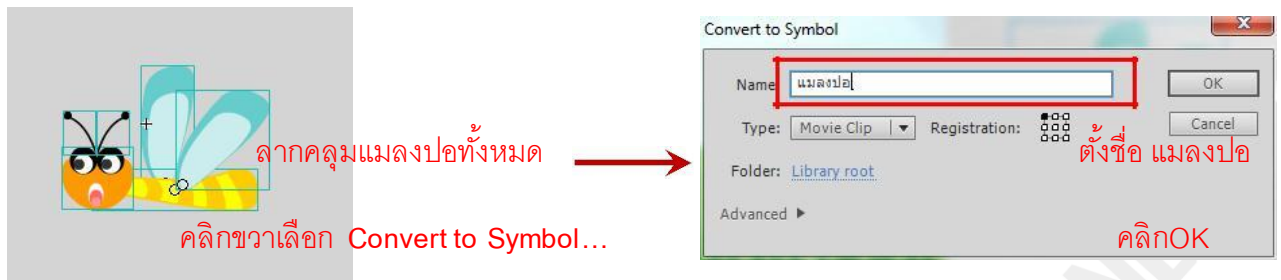 ลากคลุมแมลงปอทั้งหมด
คลิกขวาเลือก Convert to Symbol...
Convert to Symbol
Name แมลงปอ
OK
Type: Movie Clip Registration:
Cancel
ตั้งชื่อ แมลงปอ
Folder: Library root
Advanced
คลิกOK